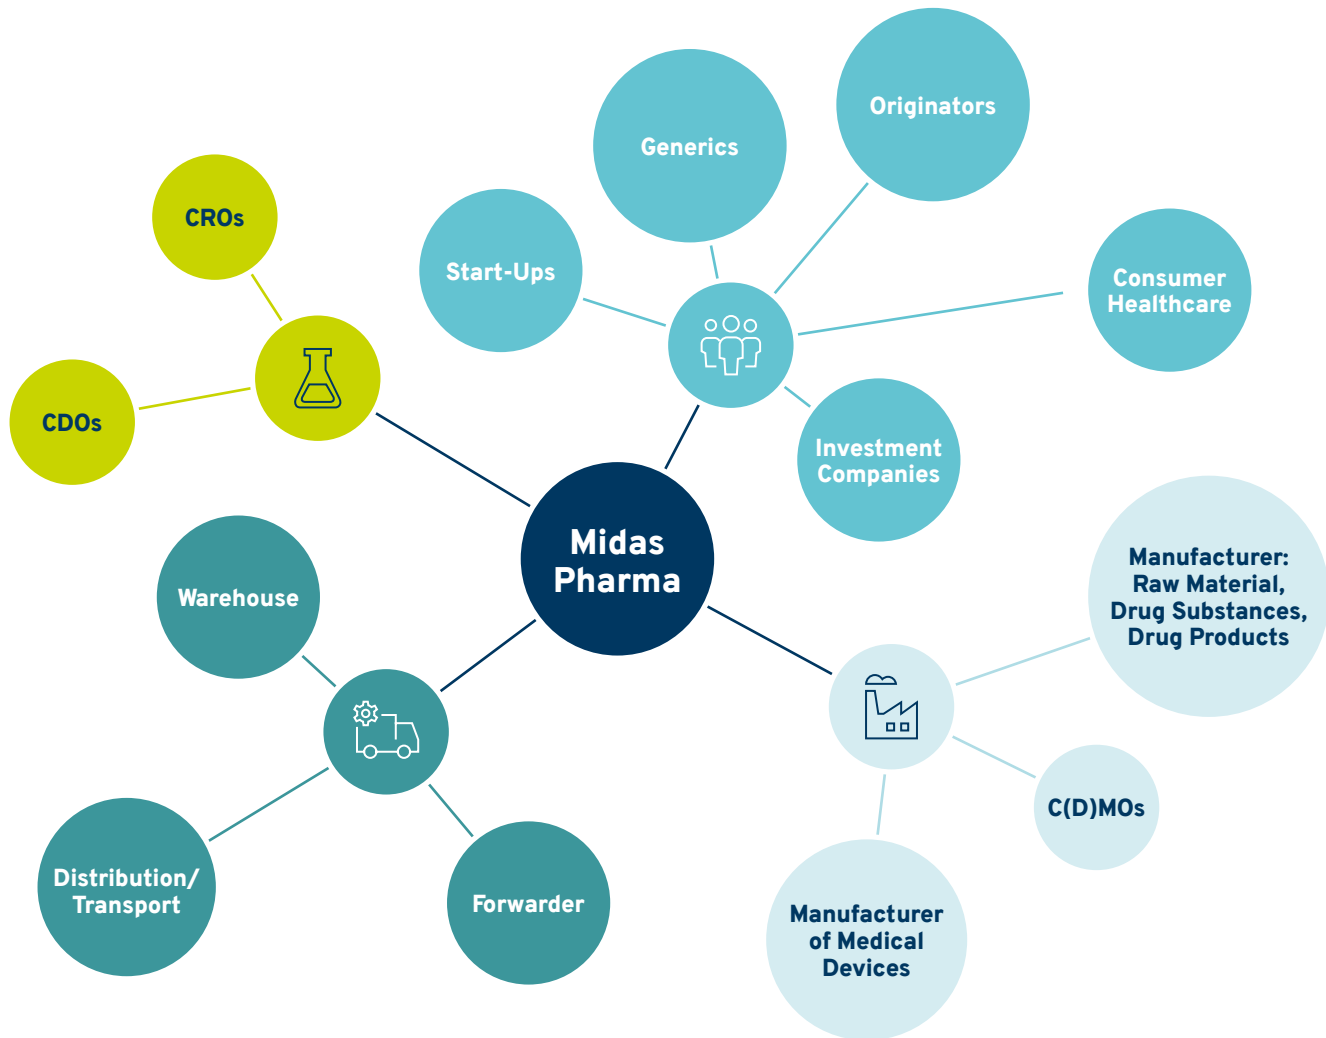 Originators
Generics
CROs
Start-Ups
Consumer
Healthcare
CDOs
Investment
Companies
Midas
Pharma
Manufacturer:
Raw Material,
Drug Substances,
Drug Products
Warehouse
C(D)MOs
Distribution/
Transport
Forwarder
Manufacturer
of Medical
Devices